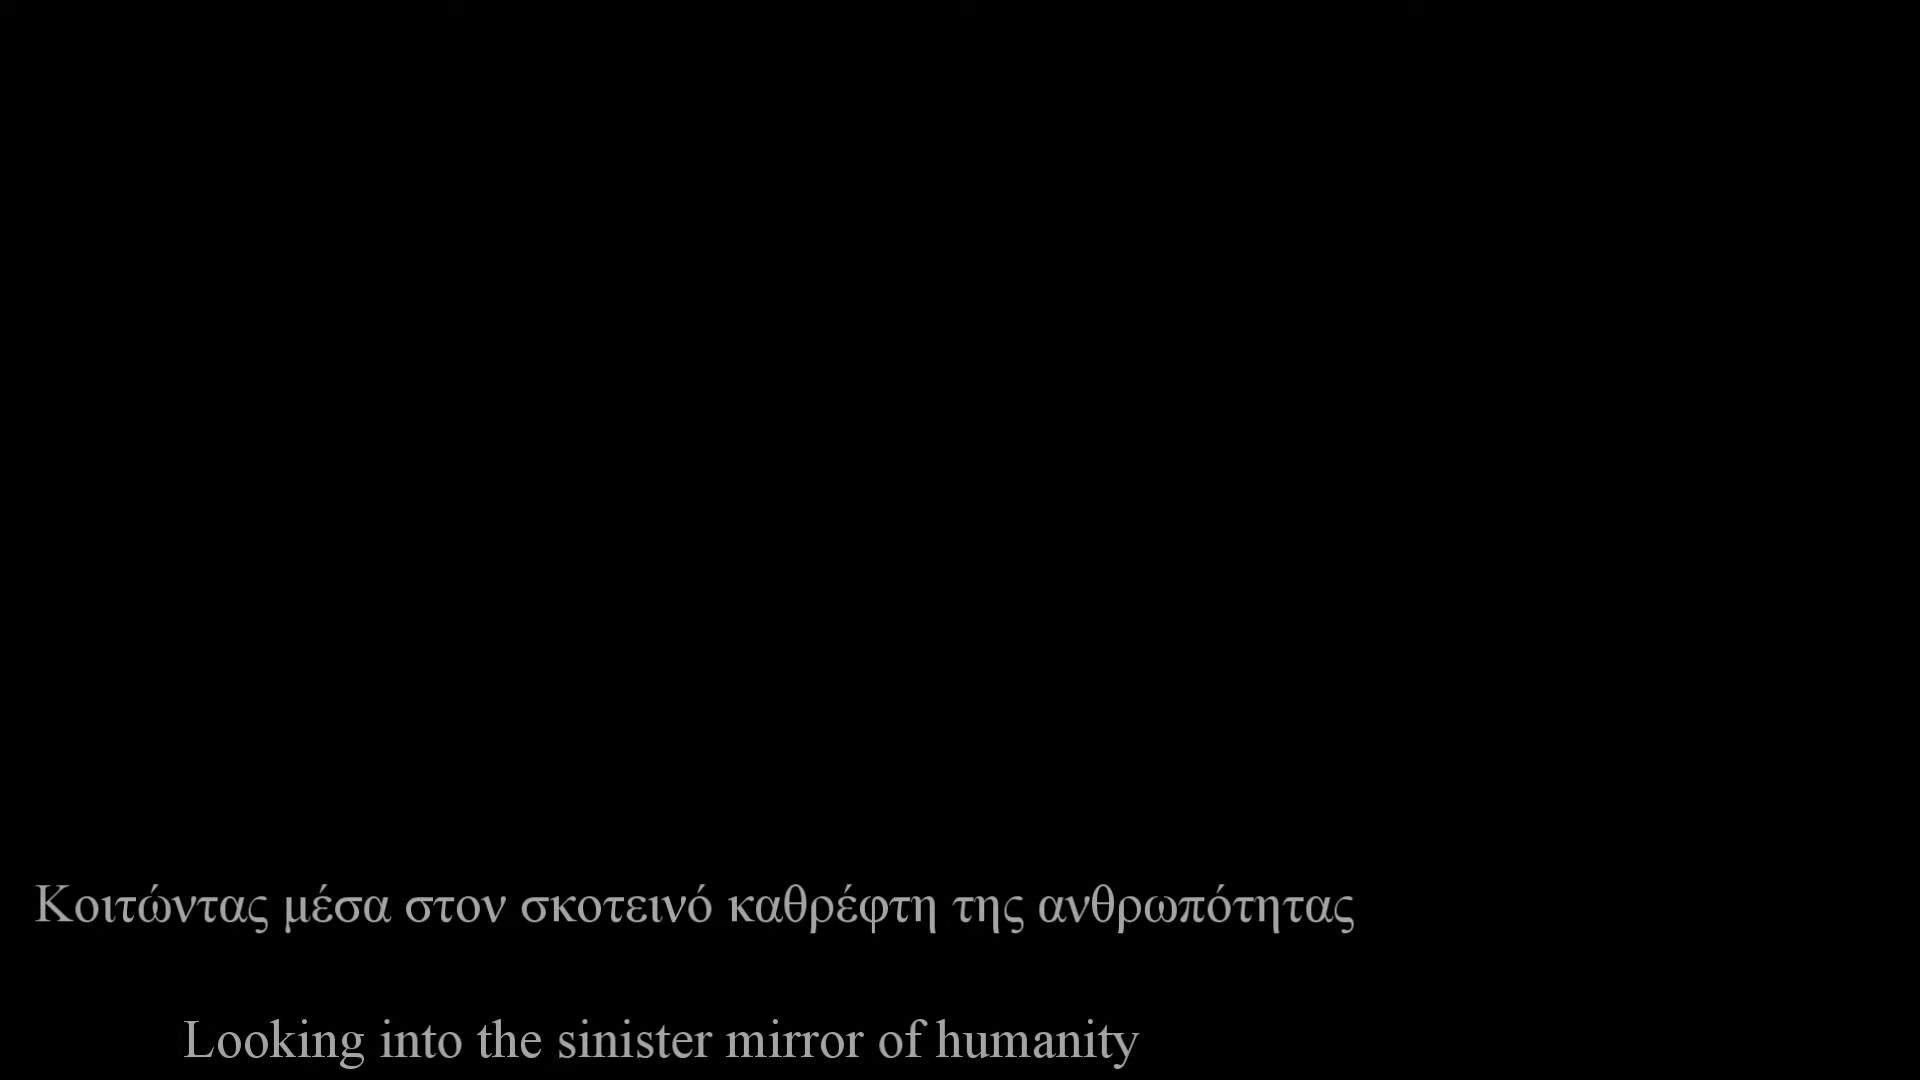 Κοιτώντας μέσα στον σκοτεινό καθρέφτη της ανθρωπότητας
Looking into the sinister mirror of humanity